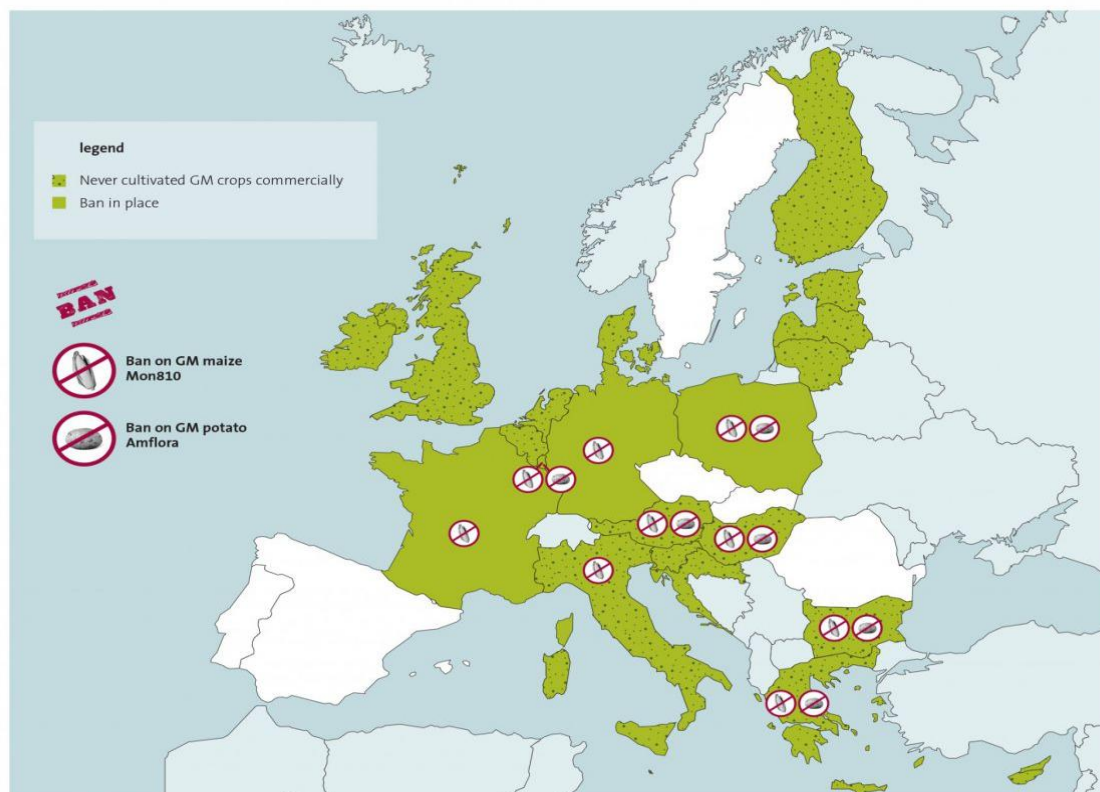 legend
Never cultivated GM crops commercially
Ban in place
BAN
Ban on GM maize
Mon810
Ban on GM potato
Amflora